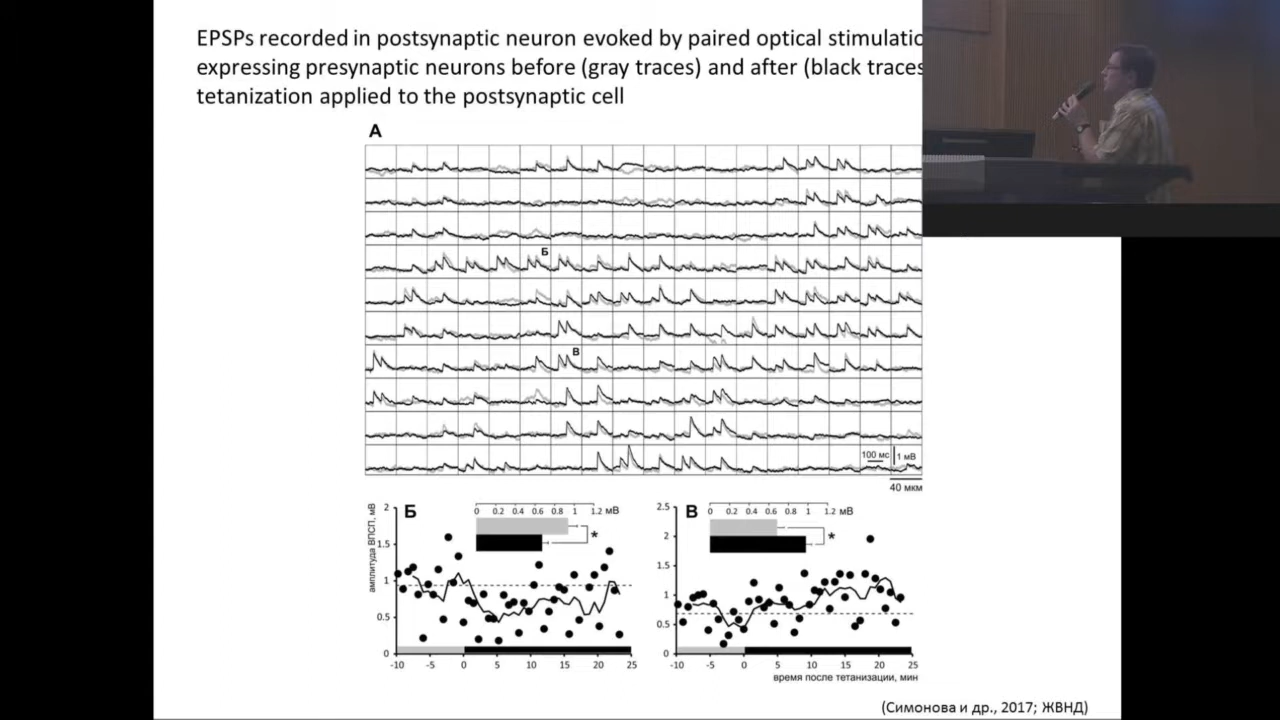 EPSPs recorded in postsynaptic neuron evoked by paired optical stimulatio
expressing presynaptic neurons before (gray traces) and after (black traces
tetanization applied to the postsynaptic cell
A
Б
В
100 мс 1 мВ
40 мкм
Б
0 0.2 0.4 0.6 0.8 1 1.2 мВ
*
амплитуда ВПСП, мВ
2
1.5
1
0.5
0
-10 -5 0 5 10 15 20 25
В
0 0.2 0.4 0.6 0.8 1 1.2 мВ
*
2.5
2
1.5
1
0.5
0
-10 -5 0 5 10 15 20 25
время после тетанизации, мин
(Симонова и др., 2017; ЖВНД)